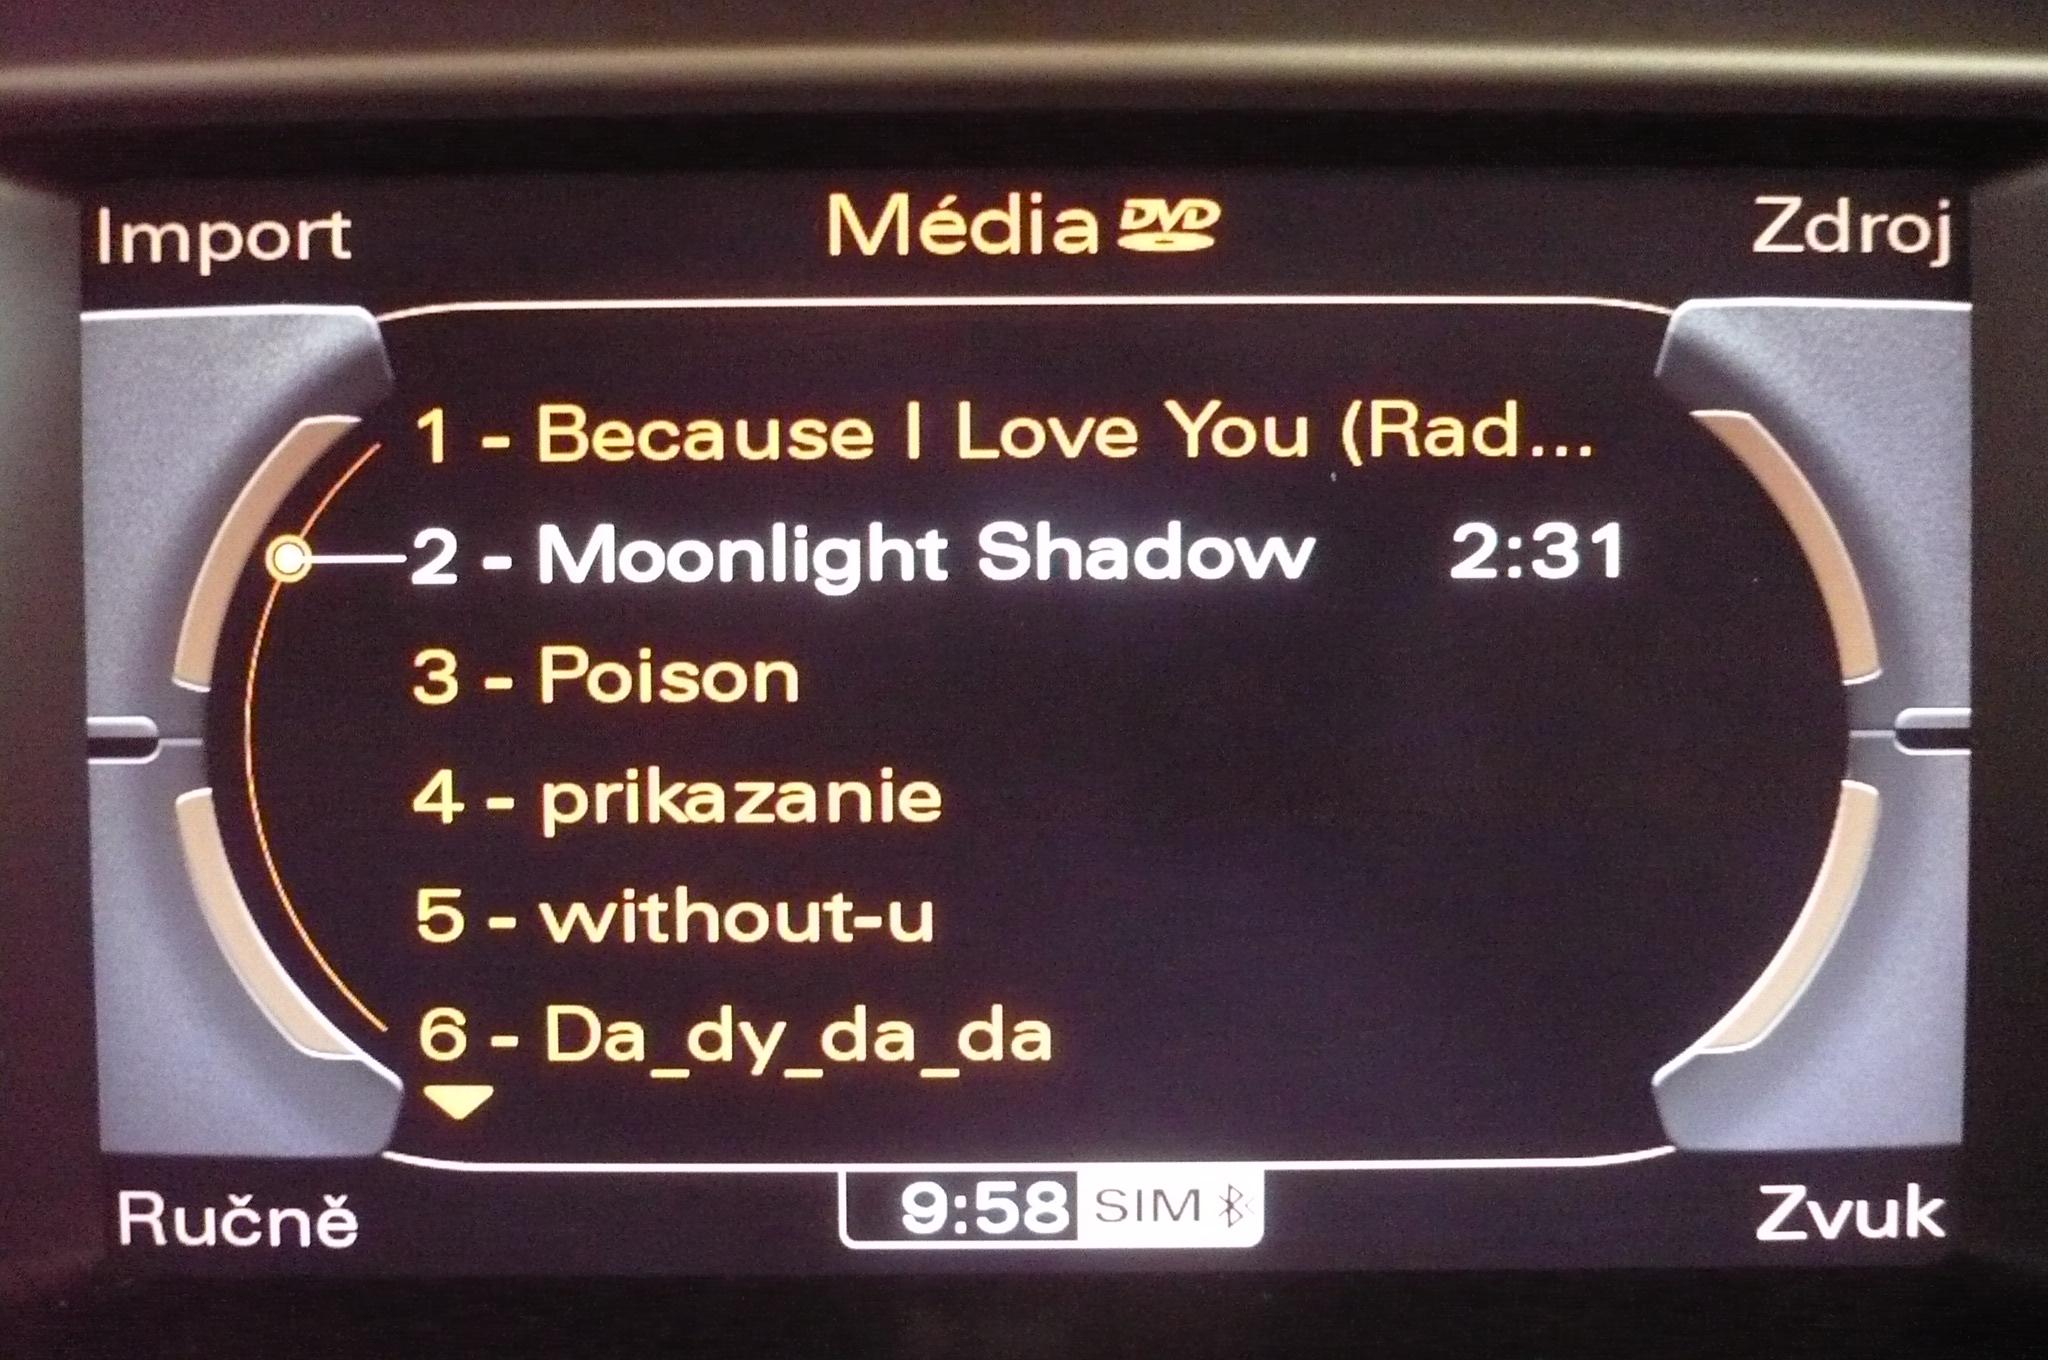 Import Média DVD Zdroj
1 - Because I Love You (Rad...
2 - Moonlight Shadow 2:31
3 - Poison
4 - prikazanie
5 - without-u
6 - Da_dy_da_da
Ručně 9:58 SIM Zvuk